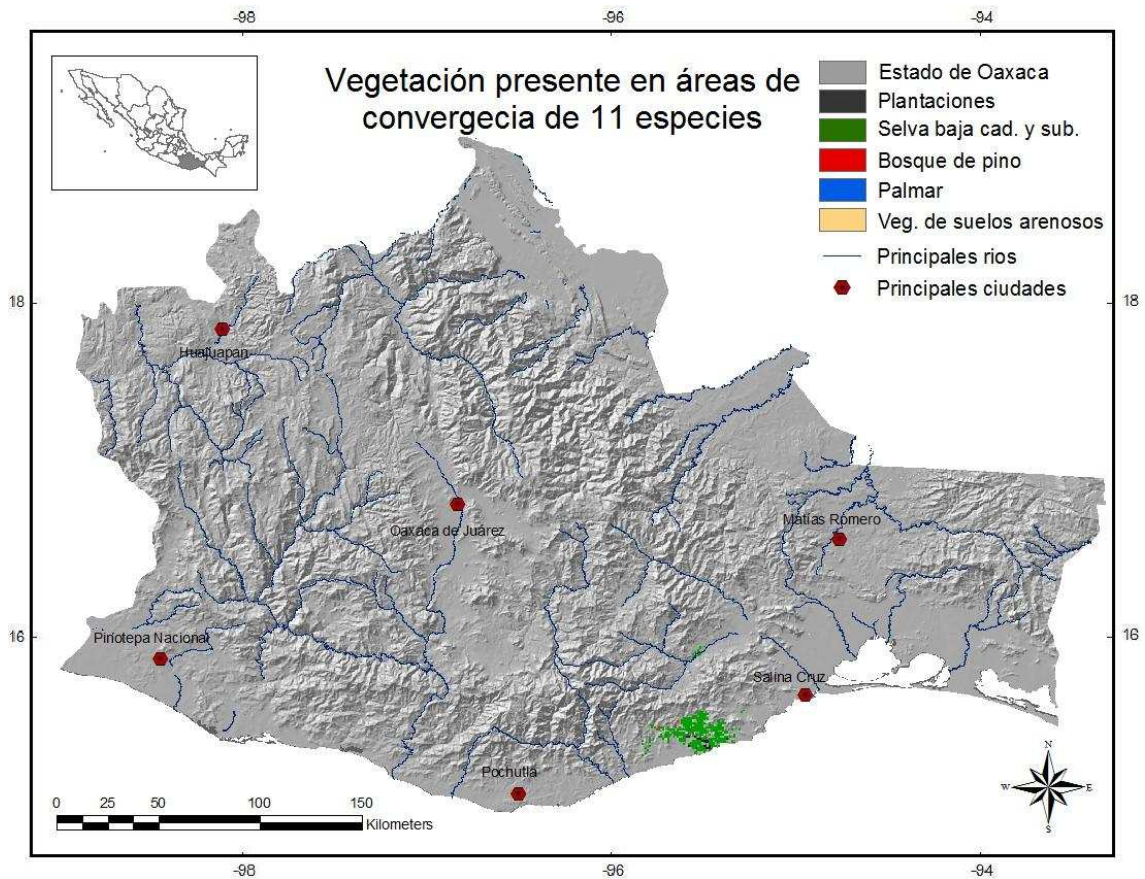 -98
-96
-94
Vegetación presente en áreas de
convergecia de 11 especies
Estado de Oaxaca
Plantaciones
Selva baja cad. y sub.
Bosque de pino
Palmar
Veg. de suelos arenosos
Principales rios
Principales ciudades
18
18
Huajuapan
Oaxaca de Juárez
Matías Romero
16
16
Pinotepa Nacional
Salina Cruz
Pochutla
N
W
E
S
0
25
50
100
150
Kilometers
-98
-96
-94